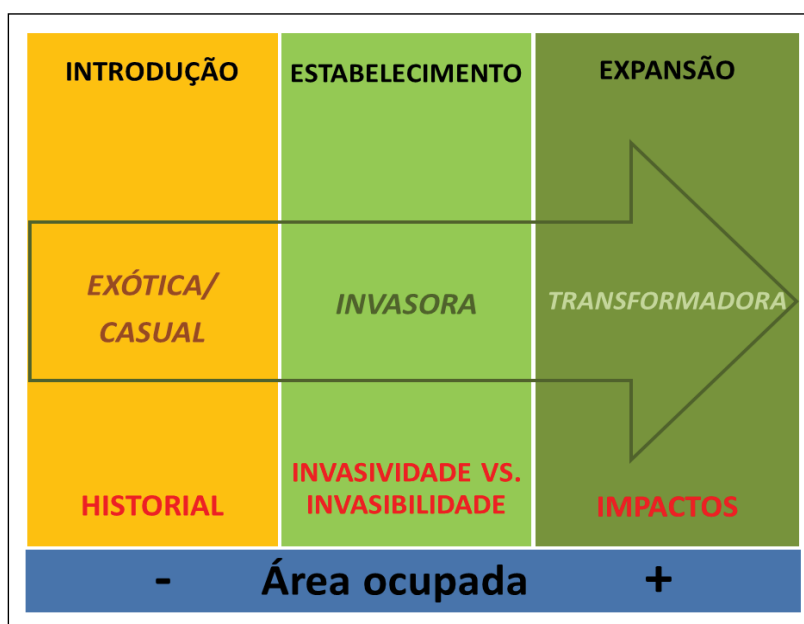 INTRODUÇÃO
ESTABELECIMENTO
EXPANSÃO
EXÓTICA/
CASUAL
INVASORA
TRANSFORMADORA
HISTORIAL
INVASIVIDADE VS.
INVASIBILIDADE
IMPACTOS
- Área ocupada +